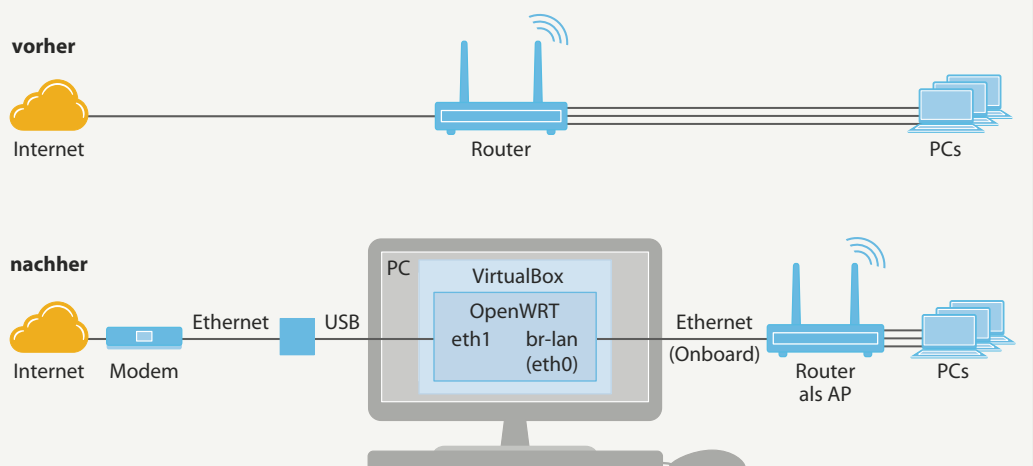 vorher
Internet
Router
PCs
nachher
PC
VirtualBox
OpenWRT
Ethernet
USB
eth1
br-lan
(eth0)
Ethernet
(Onboard)
Internet
Modem
Router
als AP
PCs